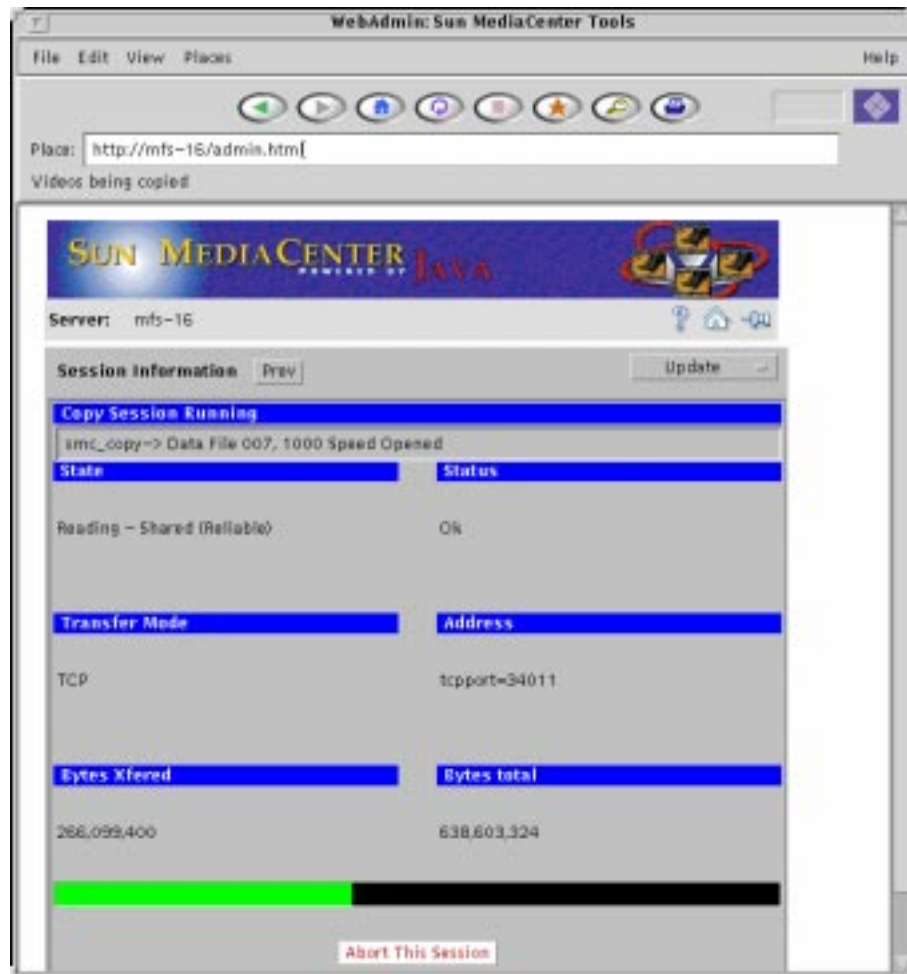 WebAdmin: Sun MediaCenter Tools
File Edit View Places Help
Place: http://mfs-16/admin.html
Videos being copied
SUN MEDIACENTER
POWERED BY JAVA
Server: mfs-16
Session Information Prev Update
Copy Session Running
smc_copy-> Data File 007, 1000 Speed Opened
State Status
Reading - Shared (Reliable) Ok
Transfer Mode Address
TCP tcpport=34011
Bytes Xfered Bytes total
266,099,400 638,603,324
Abort This Session